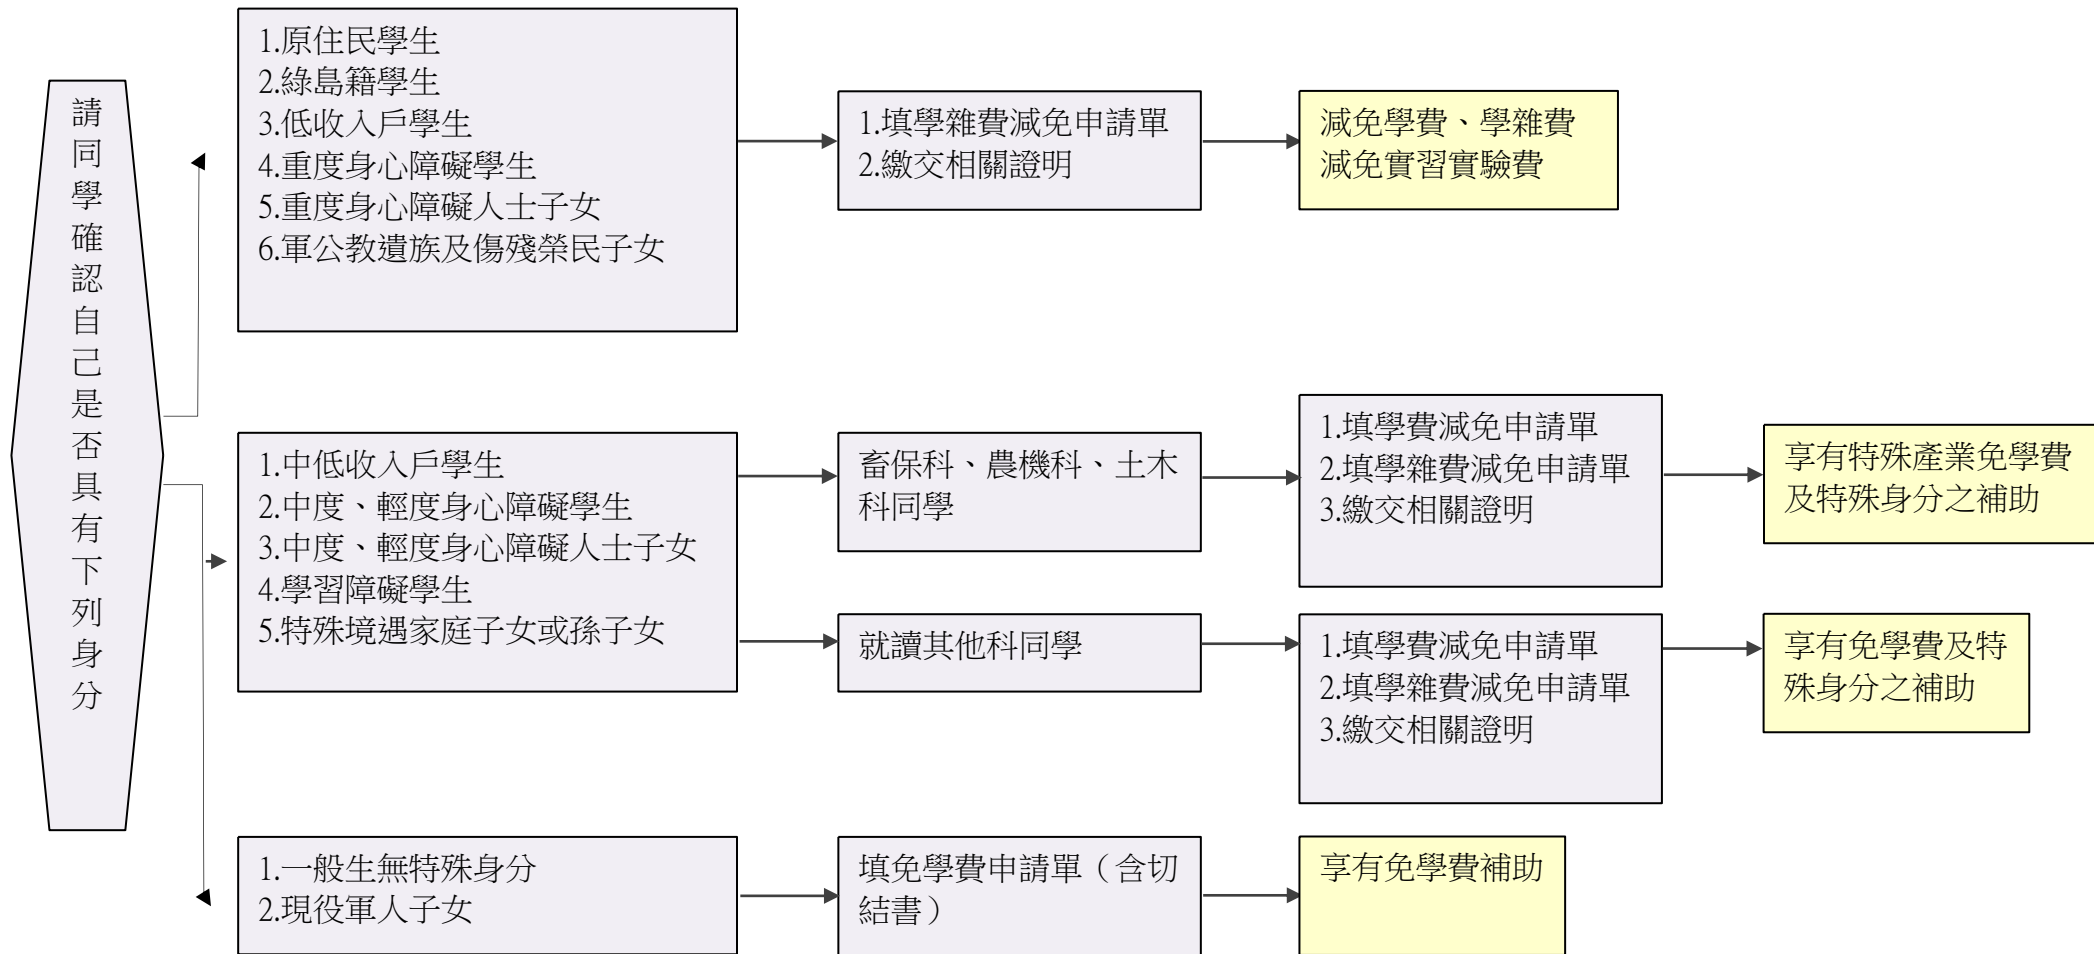 請同學確認自己是否具有下列身分
1.原住民學生
2.綠島籍學生
3.低收入戶學生
4.重度身心障礙學生
5.重度身心障礙人士子女
6.軍公教遺族及傷殘榮民子女
1.填學雜費減免申請單
2.繳交相關證明
減免學費、學雜費
減免實習實驗費
1.中低收入戶學生
2.中度、輕度身心障礙學生
3.中度、輕度身心障礙人士子女
4.學習障礙學生
5.特殊境遇家庭子女或孫子女
畜保科、農機科、土木
科同學
1.填學費減免申請單
2.填學雜費減免申請單
3.繳交相關證明
享有特殊產業免學費
及特殊身分之補助
就讀其他科同學
1.填學費減免申請單
2.填學雜費減免申請單
3.繳交相關證明
享有免學費及特
殊身分之補助
1.一般生無特殊身分
2.現役軍人子女
填免學費申請單（含切
結書）
享有免學費補助